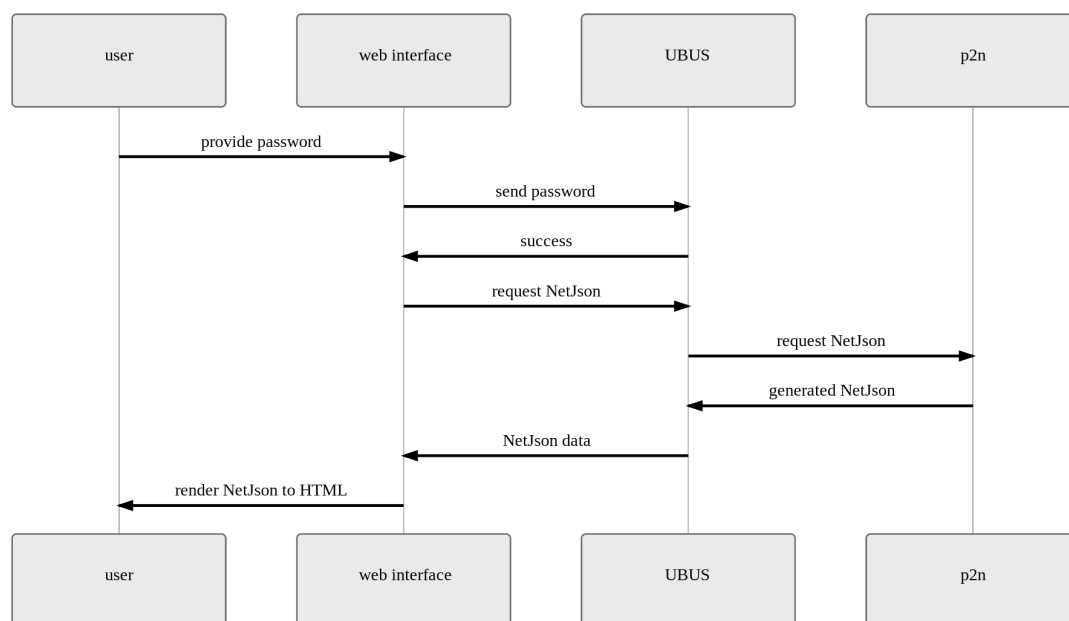 user
web interface
UBUS
p2n
provide password
send password
success
request NetJson
request NetJson
generated NetJson
NetJson data
render NetJson to HTML
user
web interface
UBUS
p2n